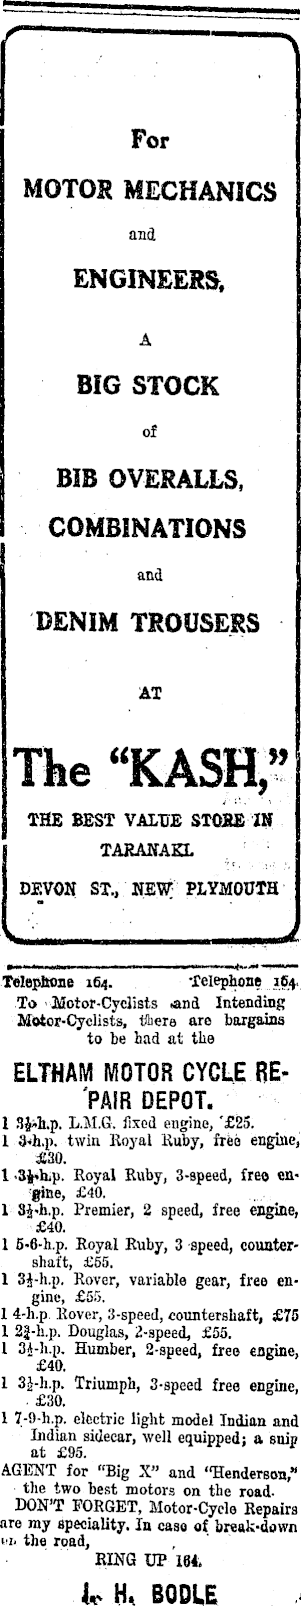 For
MOTOR MECHANICS
and
ENGINEERS,
A
BIG STOCK
of
BIB OVERALLS,
COMBINATIONS
and
DENIM TROUSERS
AT
The "KASH,"
THE BEST VALUE STORE IN
TARANAKI.
DEVON ST., NEW PLYMOUTH
Telephone 164. Telephone 164.
To Motor-Cyclists and Intending
Motor-Cyclists, there are bargains
to be had at the
ELTHAM MOTOR CYCLE RE-
PAIR DEPOT.
1 3½-h.p. L.M.G. fixed engine, £25.
1 3-h.p. twin Royal Ruby, free engine,
£30.
1 3½-h.p. Royal Ruby, 3-speed, free en-
gine, £40.
1 3½-h.p. Premier, 2 speed, free engine,
£40.
1 5-6-h.p. Royal Ruby, 3 speed, counter-
shaft, £55.
1 3½-h.p. Rover, variable gear, free en-
gine, £55.
1 4-h.p. Rover, 3-speed, countershaft, £75
1 2¾-h.p. Douglas, 2-speed, £55.
1 3½-h.p. Humber, 2-speed, free engine,
£40.
1 3½-h.p. Triumph, 3-speed free engine,
£30.
1 7-9-h.p. electric light model Indian and
Indian sidecar, well equipped; a snip
at £95.
AGENT for "Big X" and "Henderson,"
the two best motors on the road.
DON'T FORGET, Motor-Cycle Repairs
are my speciality. In case of break-down
on the road,
RING UP 164.
J. H. BODLE